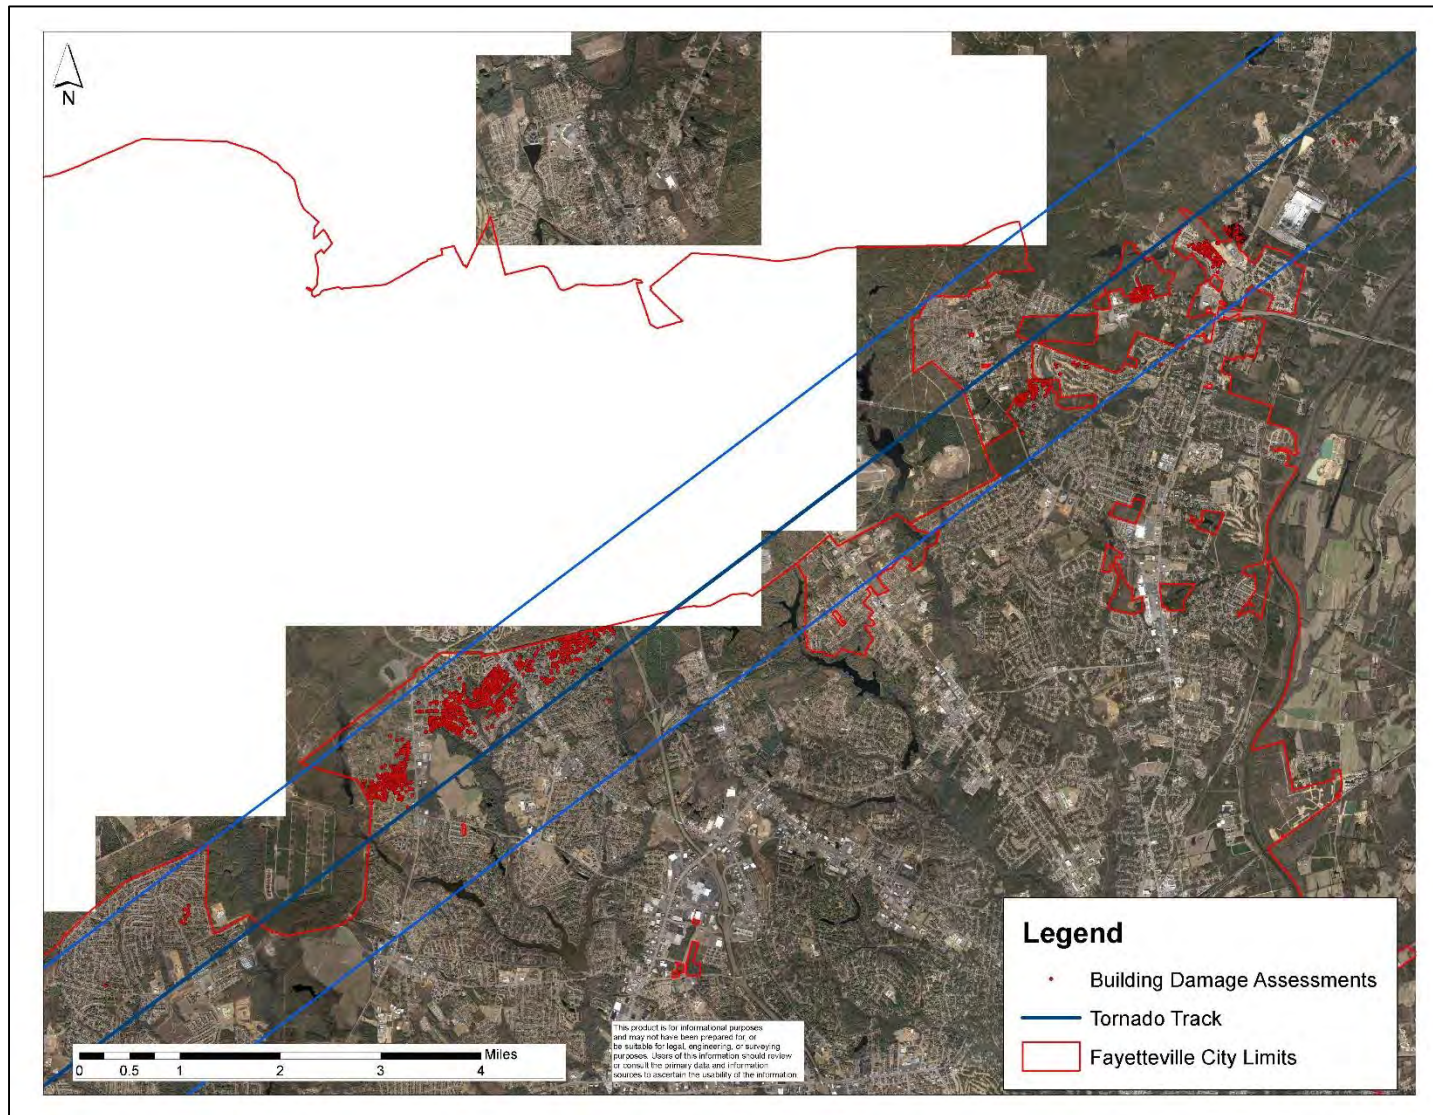 N
Legend
Building Damage Assessments
Tornado Track
Fayetteville City Limits
Miles
0 0.5 1 2 3 4
This product is for informational purposes
and may not have been prepared for, or
be suitable for legal, engineering, or surveying
purposes. Users of this information should review
or consult the primary data and information
sources to ascertain the usability of the information.